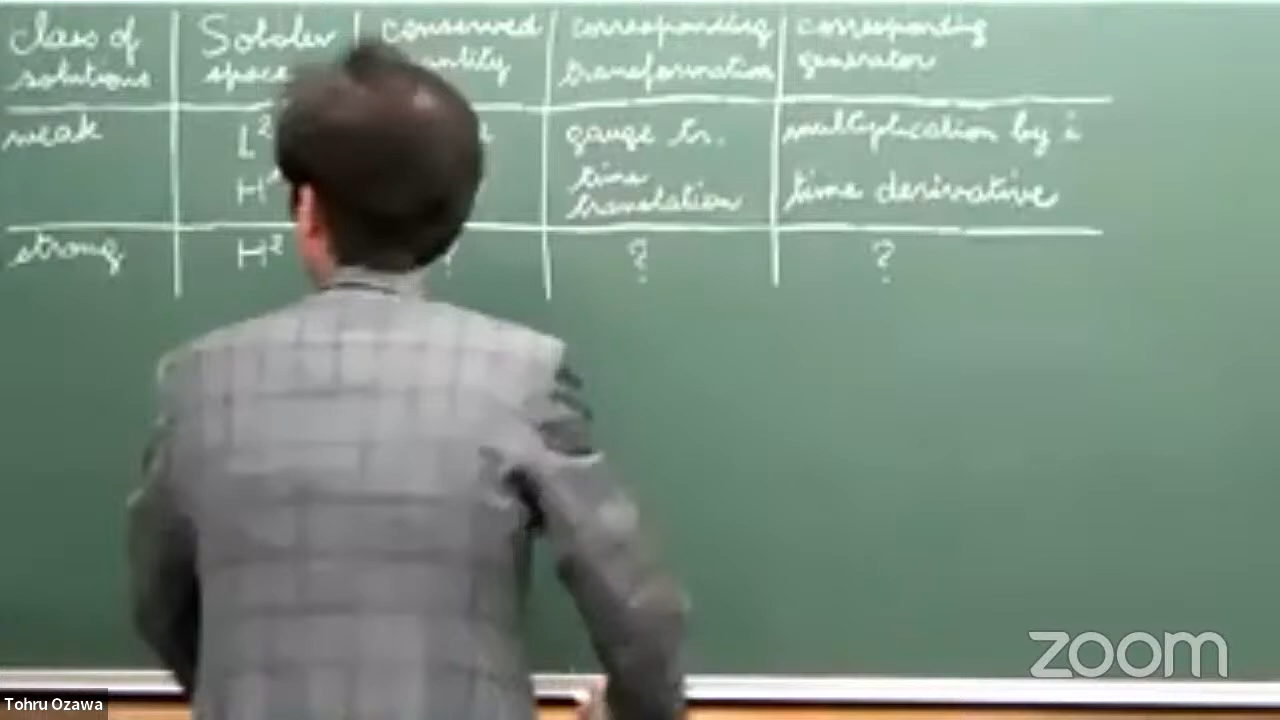 class of Sobolev conserved corresponding corresponding
solutions space transformation generator
weak L² gauge tr. multiplication by i
H time
translation time derivative
strong H² ? ? ?
zoom
Tohru Ozawa